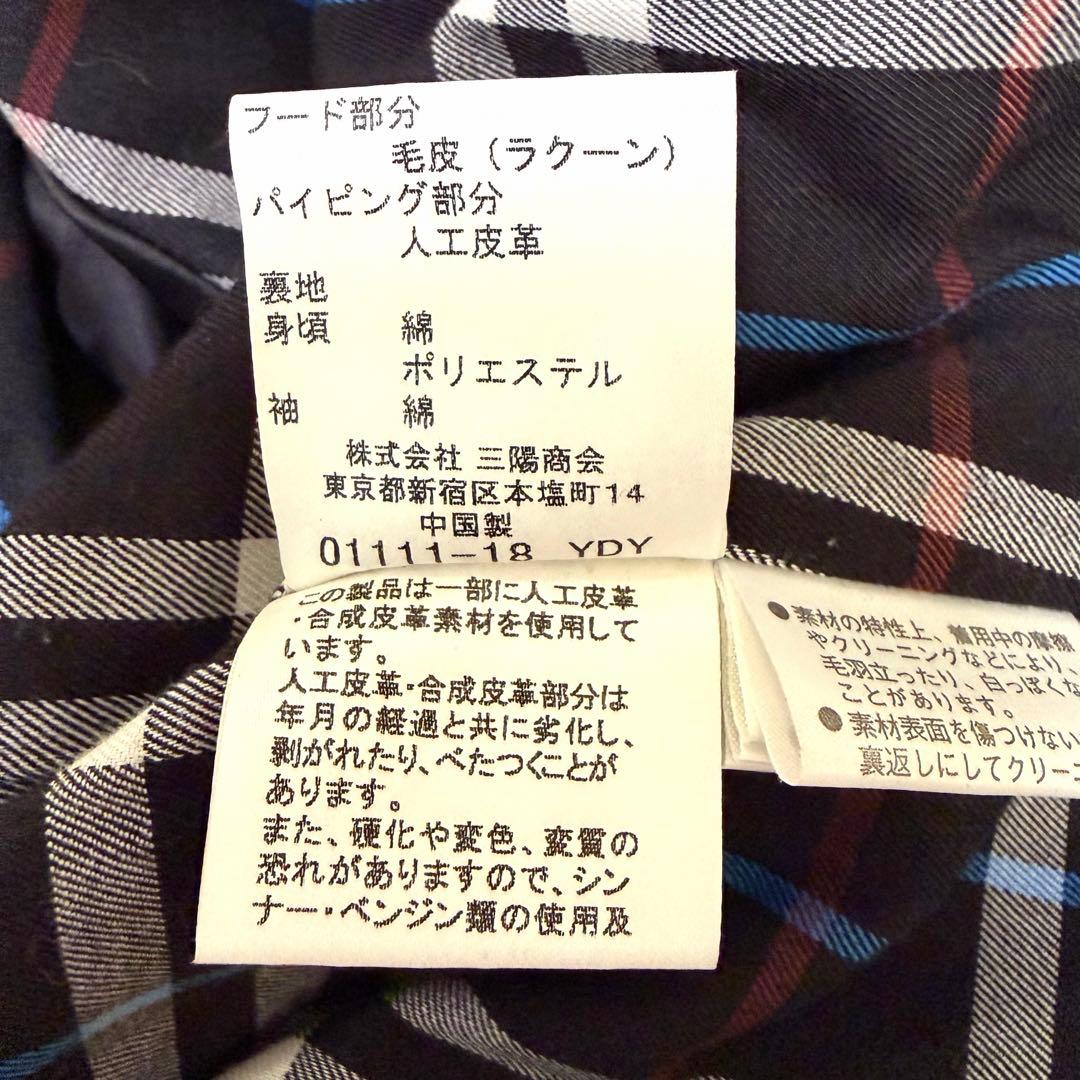 フード部分
毛皮（ラクーン）
パイピング部分
人工皮革
裏地
身頃 綿
ポリエステル
袖 綿
株式会社 三陽商会
東京都新宿区本塩町14
中国製
01111-18 YDY
この製品は一部に人工皮革
・合成皮革素材を使用して
います。
人工皮革・合成皮革部分は
年月の経過と共に劣化し、
剥がれたり、べたつくことが
あります。
また、硬化や変色、変質の
恐れがありますので、シン
ナー・ベンジン類の使用及
●素材の特性上、着用中の摩擦
やクリーニングなどにより、
毛羽立ったり、白っぽくな
ことがあります。
●素材表面を傷つけない
裏返しにしてクリーニ